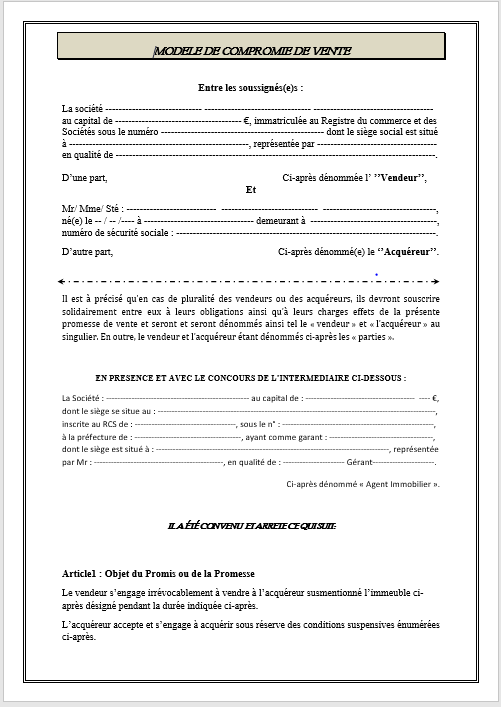 MODELE DE COMPROMIE DE VENTE
Entre les soussigné(e)s :
La société ---------------------------- ------------------------------- -----------------------------------
au capital de ------------------------------------- €, immatriculée au Registre du commerce et des
Sociétés sous le numéro ----------------------------------------------- dont le siège social est situé
à ----------------------------------------------------, représentée par -----------------------------------
en qualité de ---------------------------------------------------------------------------------------------.
D’une part, Ci-après dénommée l’ ’’Vendeur’’,
Et
Mr/ Mme/ Sté : --------------------------- ------------------------- ---------------------------------,
né(e) le -- / -- /---- à -------------------------------- demeurant à -------------------------------------,
numéro de sécurité sociale : ----------------------------------------------------------------------------.
D’autre part, Ci-après dénommé(e) le ‘’Acquéreur’’.
Il est à précisé qu'en cas de pluralité des vendeurs ou des acquéreurs, ils devront souscrire
solidairement entre eux à leurs obligations ainsi qu'à leurs charges effets de la présente
promesse de vente et seront et seront dénommés ainsi tel le « vendeur » et « l'acquéreur » au
singulier. En outre, le vendeur et l'acquéreur étant dénommés ci-après les « parties ».
EN PRESENCE ET AVEC LE CONCOURS DE L’INTERMEDIAIRE CI-DESSOUS :
La Société : ------------------------------------------------ au capital de : ------------------------------- ---- €,
dont le siège se situe au : -----------------------------------------------------------------------------------,
inscrite au RCS de : --------------------------------, sous le n° : ----------------------------------------------,
à la préfecture de : --------------------------------, ayant comme garant : -------------------------------,
dont le siège est situé à : --------------------------------------------------------------------, représentée
par Mr : ---------------------------------------, en qualité de : ------------------ Gérant-------------------.
Ci-après dénommé « Agent Immobilier ».
IL A ÉTÉ CONVENU ET ARRETE CE QUI SUIT:
Article1 : Objet du Promis ou de la Promesse
Le vendeur s’engage irrévocablement à vendre à l’acquéreur susmentionné l’immeuble ci-
après désigné pendant la durée indiquée ci-après.
L’acquéreur accepte et s’engage à acquérir sous réserve des conditions suspensives énumérées
ci-après.